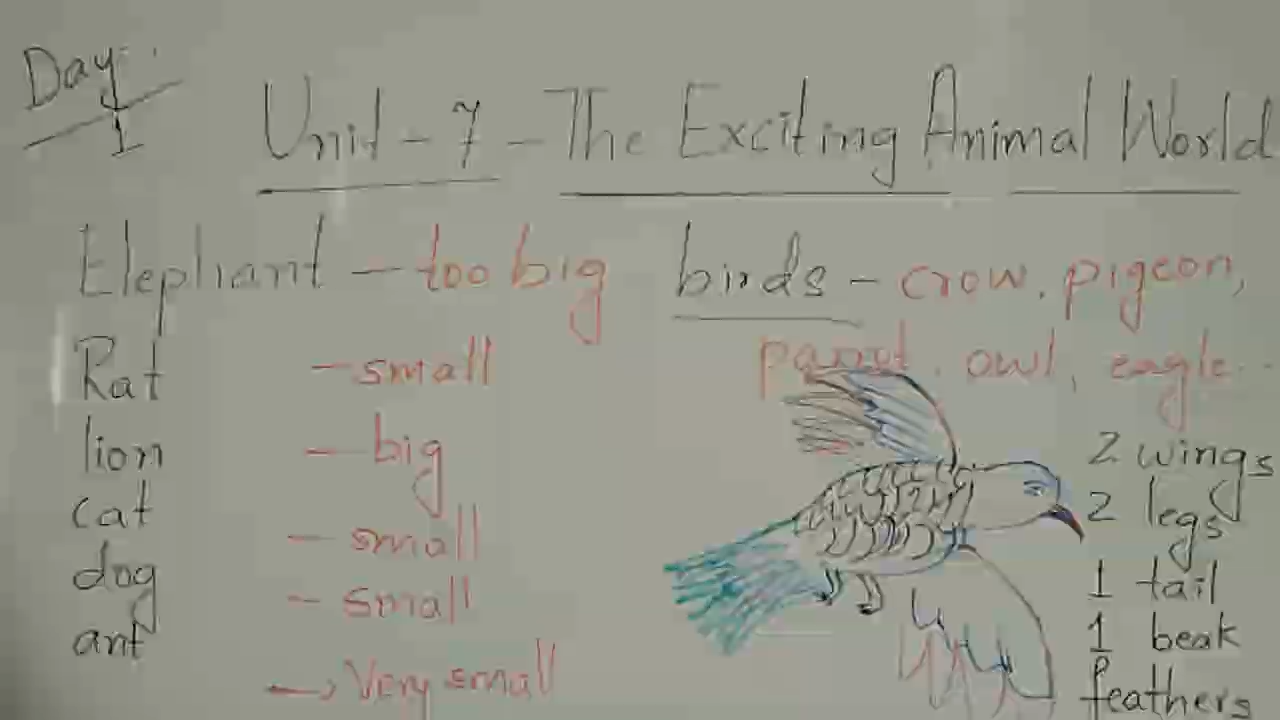 Day:
1
Unit - 7 - The Exciting Animal World
Elephant - too big
Rat - small
lion - big
cat - small
dog - small
ant → Very small
birds - crow, pigeon,
parrot, owl, eagle...
2 wings
2 legs
1 tail
1 beak
feathers